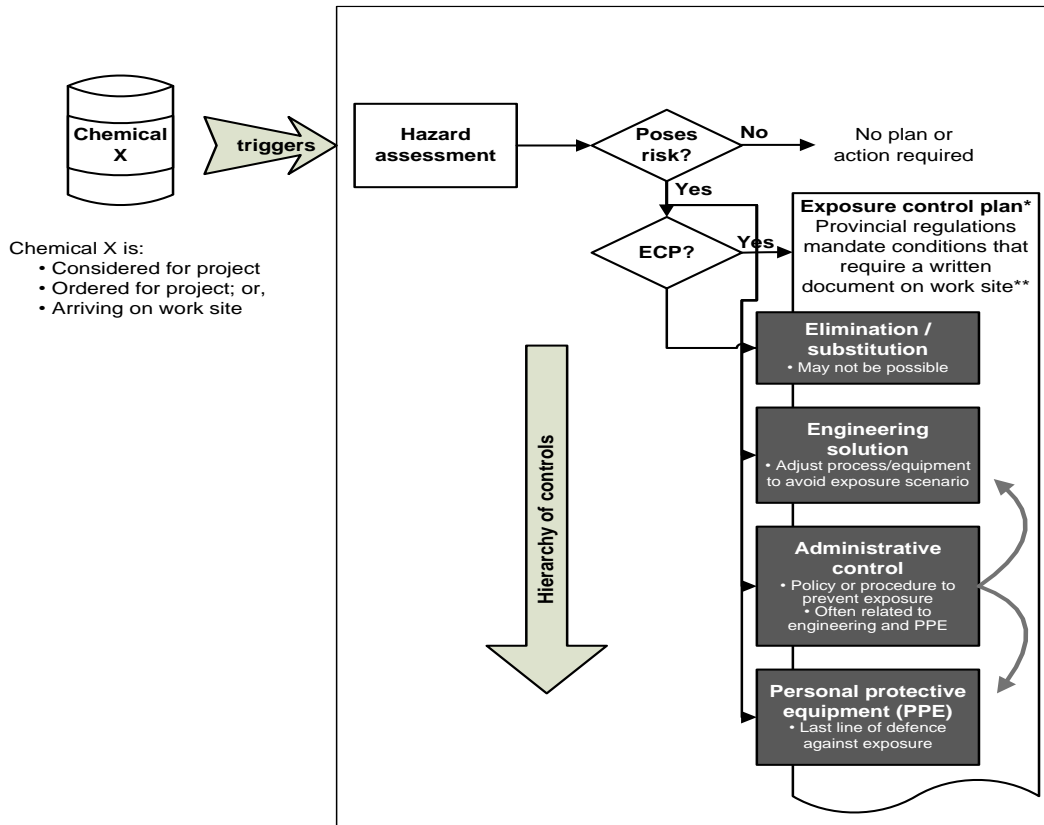 Chemical
X
triggers
Hazard
assessment
Poses
risk?
No
No plan or
action required
Yes
ECP?
Yes
Exposure control plan*
Provincial regulations
mandate conditions that
require a written
document on work site**
Chemical X is:
• Considered for project
• Ordered for project; or,
• Arriving on work site
Hierarchy of controls
Elimination /
substitution
• May not be possible
Engineering
solution
• Adjust process/equipment
to avoid exposure scenario
Administrative
control
• Policy or procedure to
prevent exposure
• Often related to
engineering and PPE
Personal protective
equipment (PPE)
• Last line of defence
against exposure